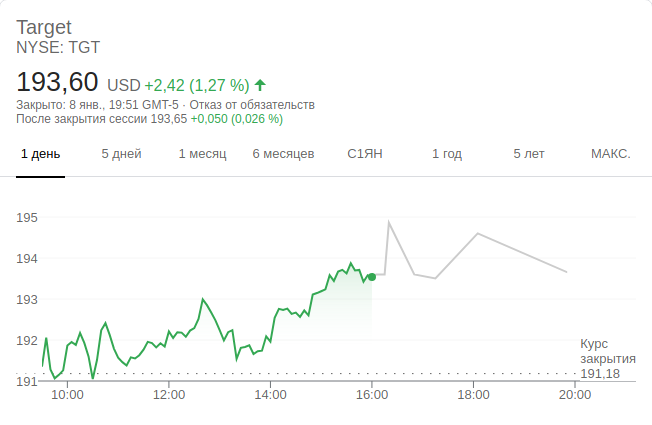 Target
NYSE: TGT
193,60 USD +2,42 (1,27 %)
Закрыто: 8 янв., 19:51 GMT-5 · Отказ от обязательств
После закрытия сессии 193,65 +0,050 (0,026 %)
1 день 5 дней 1 месяц 6 месяцев С1ЯН 1 год 5 лет МАКС.
195
194
193
192
191
Курс
закрытия
191,18
10:00 12:00 14:00 16:00 18:00 20:00